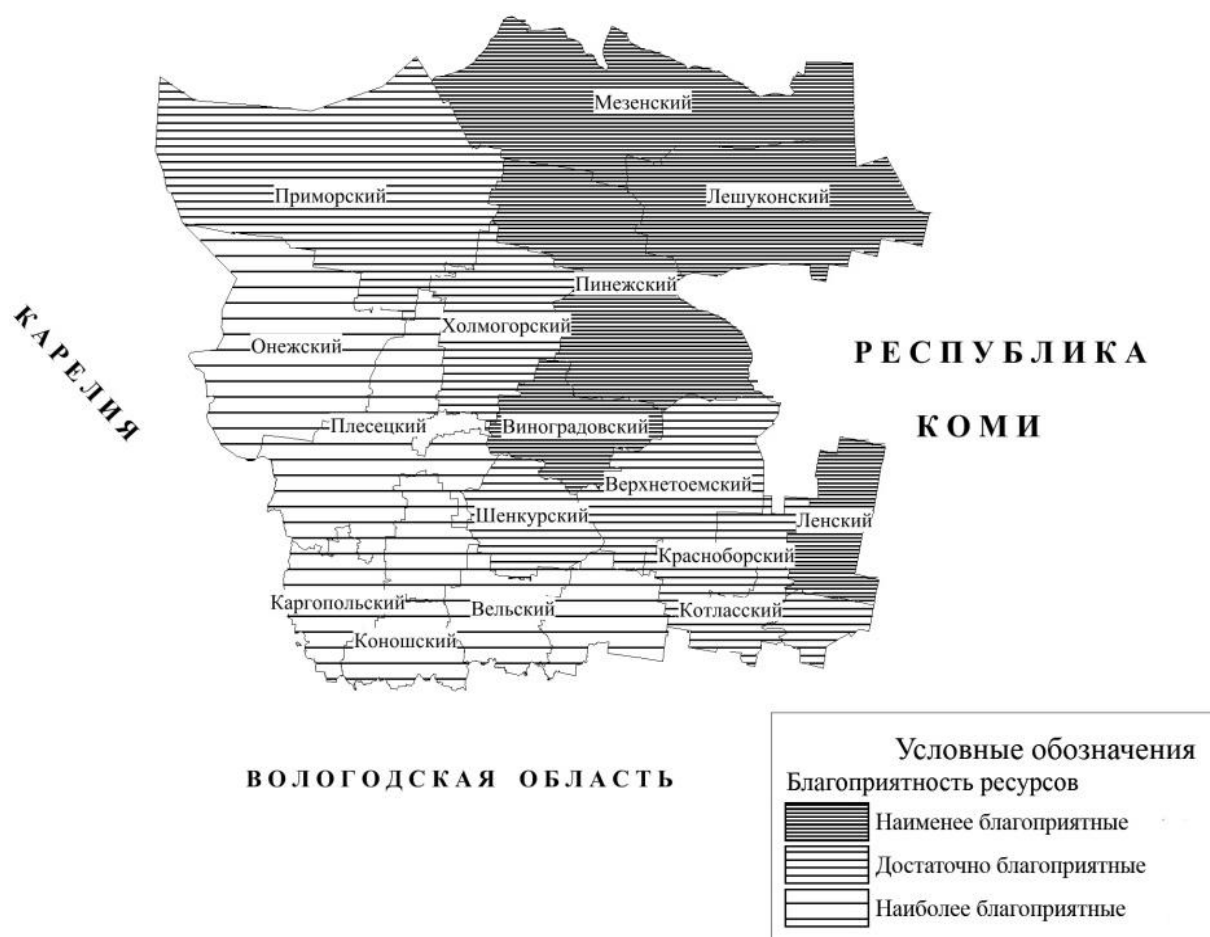 Мезенский
Приморский
Лешуконский
Пинежский
Холмогорский
Онежский
КАРЕЛИЯ
РЕСПУБЛИКА
КОМИ
Плесецкий
Виноградовский
Верхнетоемский
Шенкурский
Ленский
Красноборский
Каргопольский
Вельский
Котласский
Коношский
ВОЛОГОДСКАЯ ОБЛАСТЬ
Условные обозначения
Благоприятность ресурсов
Наименее благоприятные
Достаточно благоприятные
Наиболее благоприятные